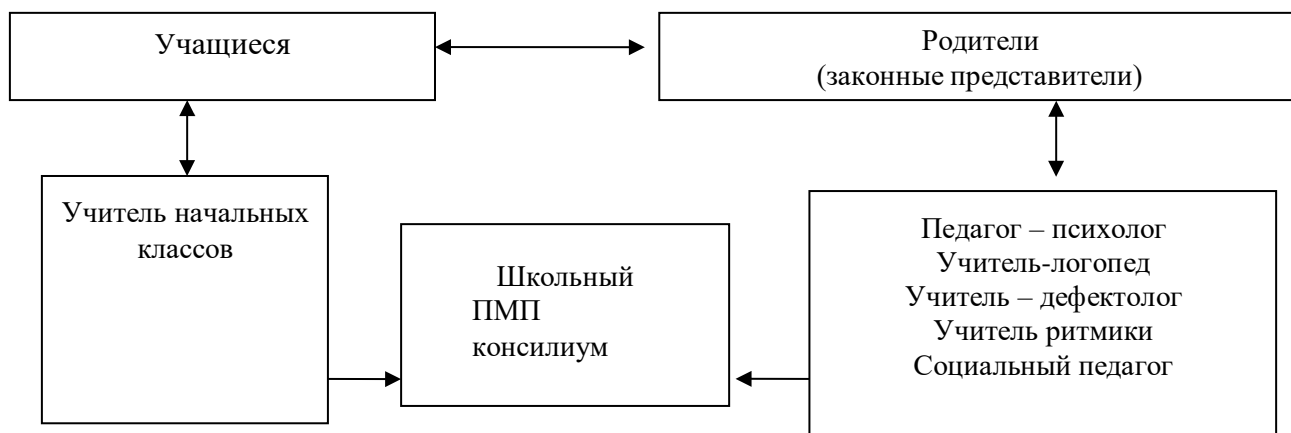 Учащиеся
Родители
(законные представители)
Учитель начальных
классов
Школьный
ПМП
консилиум
Педагог – психолог
Учитель-логопед
Учитель – дефектолог
Учитель ритмики
Социальный педагог